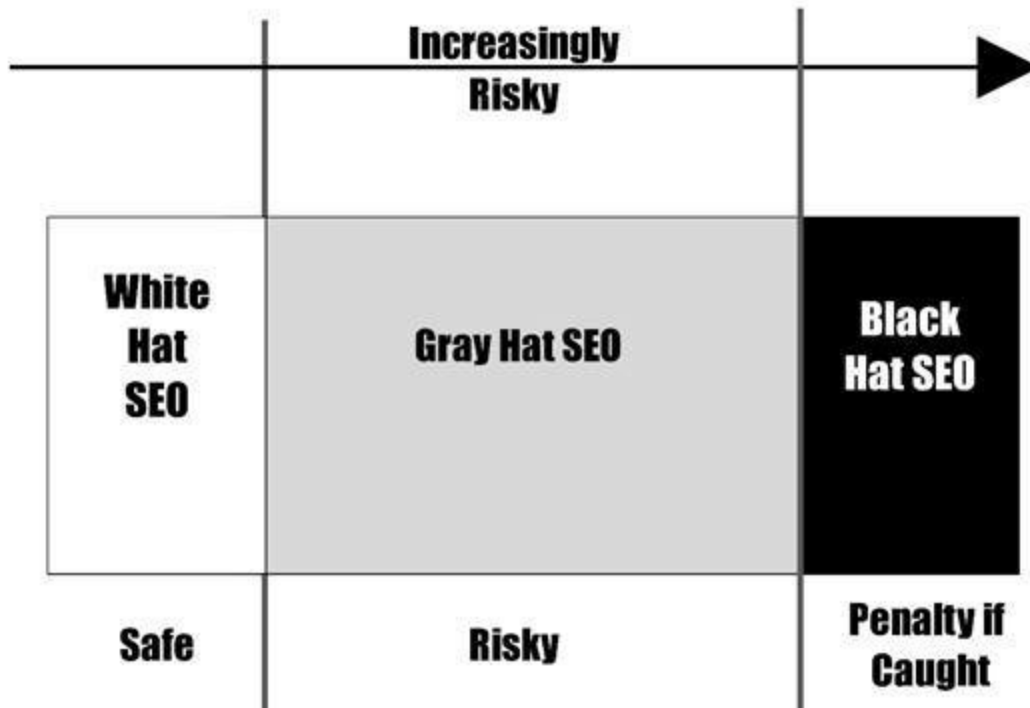 Increasingly
Risky
White
Hat
SEO
Gray Hat SEO
Black
Hat SEO
Safe
Risky
Penalty if
Caught